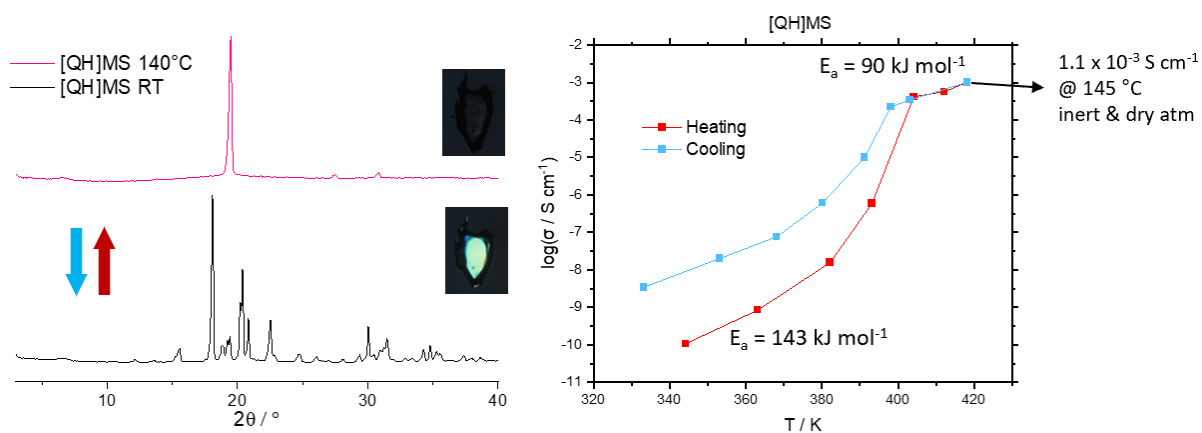 [QH]MS 140°C
[QH]MS RT
10
20
30
40
2θ / °
[QH]MS
-2
-3
-4
-5
-6
-7
-8
-9
-10
-11
log(σ / S cm⁻¹)
Eₐ = 90 kJ mol⁻¹
Heating
Cooling
Eₐ = 143 kJ mol⁻¹
320
340
360
380
400
420
T / K
1.1 x 10⁻³ S cm⁻¹
@ 145 °C
inert & dry atm